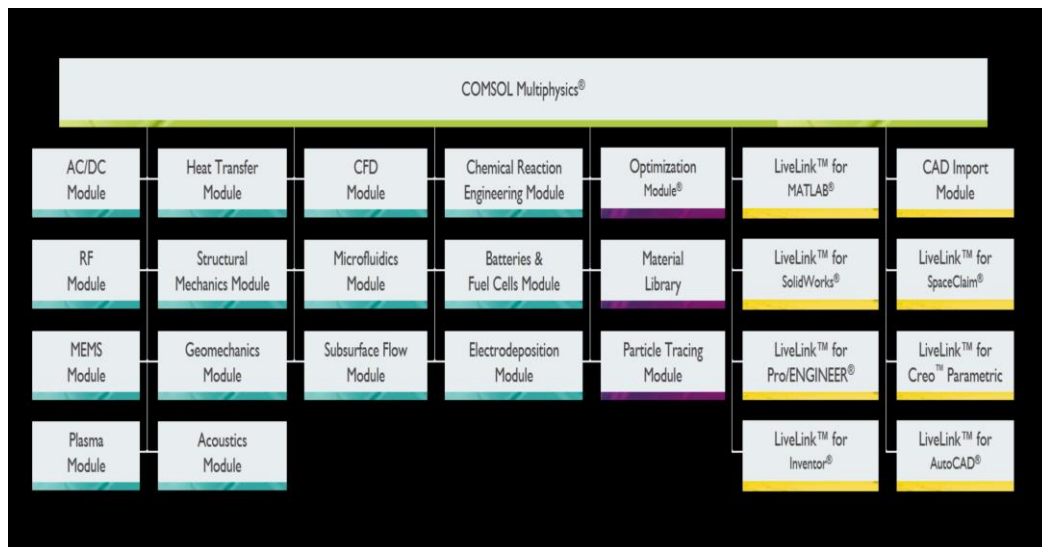 COMSOL Multiphysics®
AC/DC
Module
Heat Transfer
Module
CFD
Module
Chemical Reaction
Engineering Module
Optimization
Module®
LiveLink™ for
MATLAB®
CAD Import
Module
RF
Module
Structural
Mechanics Module
Microfluidics
Module
Batteries &
Fuel Cells Module
Material
Library
LiveLink™ for
SolidWorks®
LiveLink™ for
SpaceClaim®
MEMS
Module
Geomechanics
Module
Subsurface Flow
Module
Electrodeposition
Module
Particle Tracing
Module
LiveLink™ for
Pro/ENGINEER®
LiveLink™ for
Creo™ Parametric
Plasma
Module
Acoustics
Module
LiveLink™ for
Inventor®
LiveLink™ for
AutoCAD®